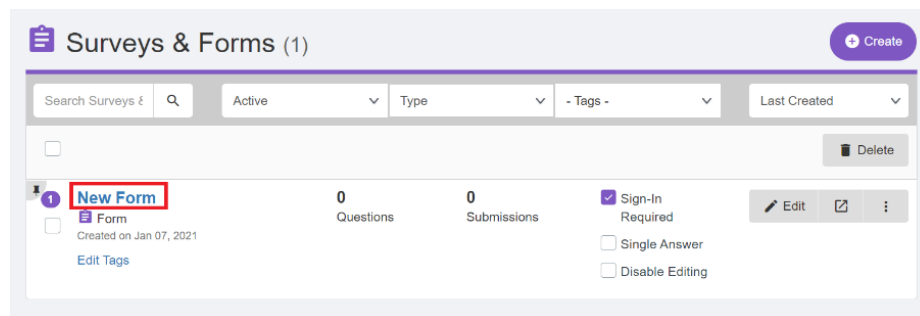 Surveys & Forms (1)
Create
Search Surveys &
Active
Type
- Tags -
Last Created
Delete
1
New Form
Form
Created on Jan 07, 2021
Edit Tags
0
Questions
0
Submissions
Sign-In
Required
Single Answer
Disable Editing
Edit